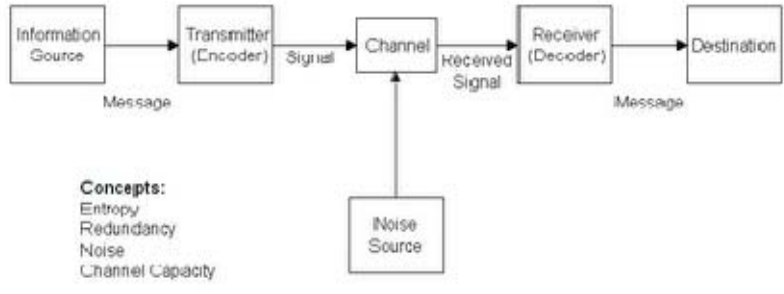 Information
Source
Transmitter
(Encoder)
Channel
Receiver
(Decoder)
Destination
Message
Signal
Received
Signal
Message
Concepts:
Entropy
Redundancy
Noise
Channel Capacity
Noise
Source